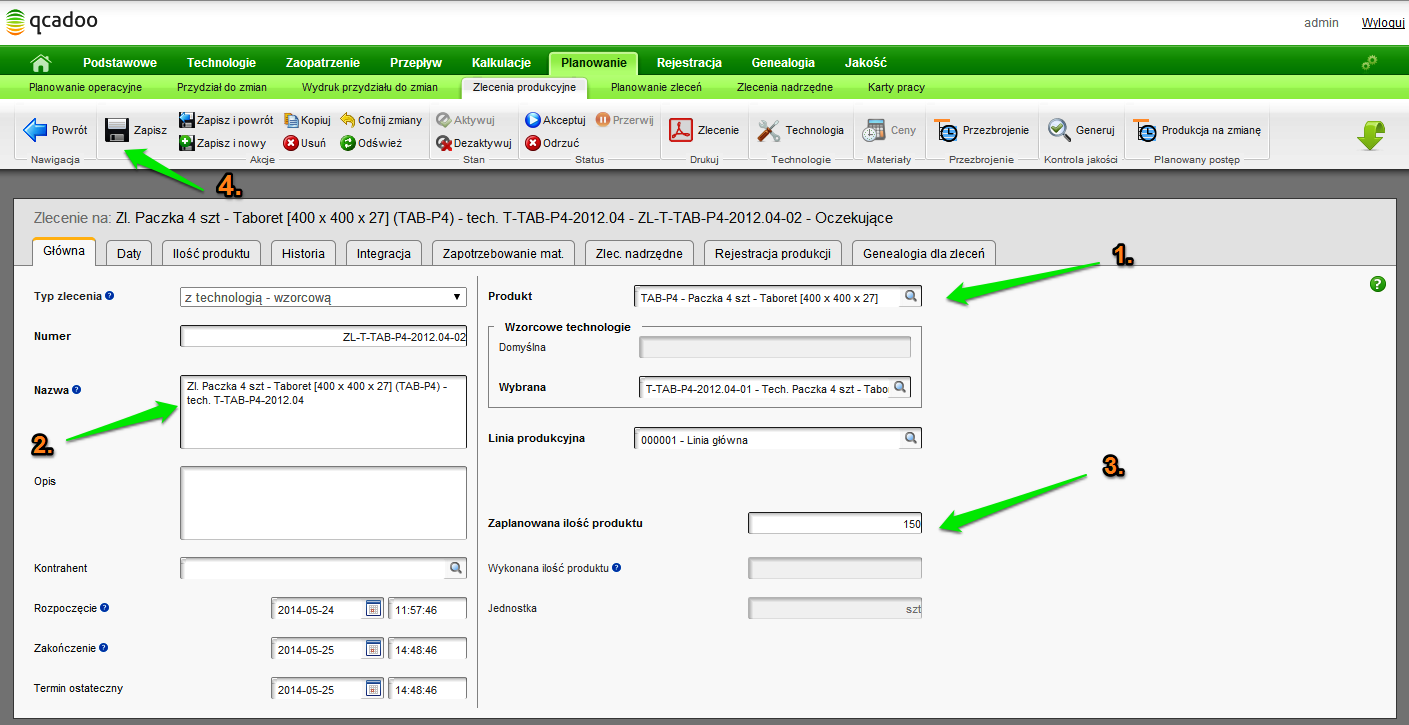 qcadoo
admin Wyloguj
Podstawowe Technologie Zaopatrzenie Przepływ Kalkulacje Planowanie Rejestracja Genealogia Jakość
Planowanie operacyjne Przydział do zmian Wydruk przydziału do zmian Zlecenia produkcyjne Planowanie zleceń Zlecenia nadrzędne Karty pracy
Powrót Zapisz Zapisz i powrót Kopiuj Cofnij zmiany Aktywuj Akceptuj Przerwij Zlecenie Technologia Ceny Przezbrojenie Generuj Produkcja na zmianę
Zapisz i nowy Usuń Odśwież Dezaktywuj Odrzuć
Nawigacja Akcje Stan Status Drukuj Technologie Materiały Przezbrojenie Kontrola jakości Planowany postęp
4.
Zlecenie na: Zl. Paczka 4 szt - Taboret [400 x 400 x 27] (TAB-P4) - tech. T-TAB-P4-2012.04 - ZL-T-TAB-P4-2012.04-02 - Oczekujące
Główna Daty Ilość produktu Historia Integracja Zapotrzebowanie mat. Zlec. nadrzędne Rejestracja produkcji Genealogia dla zleceń
1.
Typ zlecenia z technologią - wzorcową
Produkt TAB-P4 - Paczka 4 szt - Taboret [400 x 400 x 27]
Numer ZL-T-TAB-P4-2012.04-02
Wzorcowe technologie
Domyślna
Nazwa Zl. Paczka 4 szt - Taboret [400 x 400 x 27] (TAB-P4) -
tech. T-TAB-P4-2012.04
Wybrana T-TAB-P4-2012.04-01 - Tech. Paczka 4 szt - Tabo
2.
Linia produkcyjna 000001 - Linia główna
3.
Opis
Zaplanowana ilość produktu 150
Kontrahent
Wykonana ilość produktu
Rozpoczęcie 2014-05-24 11:57:46
Jednostka szt
Zakończenie 2014-05-25 14:48:46
Termin ostateczny 2014-05-25 14:48:46